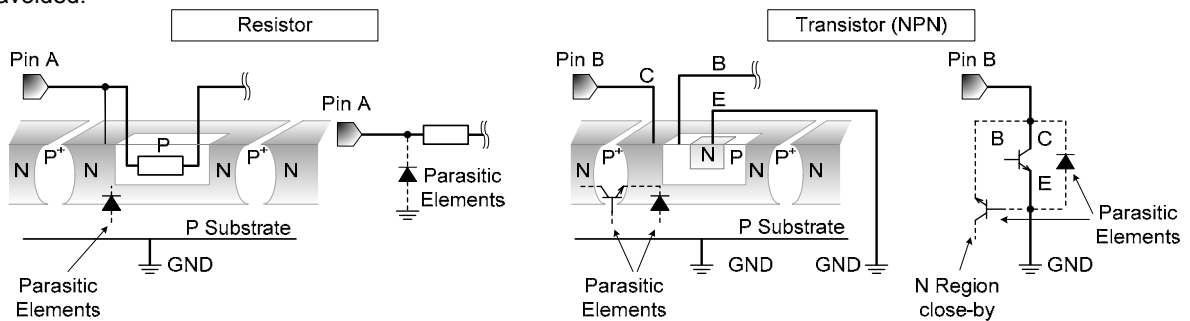 avoided.
Resistor
Transistor (NPN)
Pin A
Pin A
N
P+
N
P
N
P+
N
Parasitic
Elements
P Substrate
GND
Parasitic
Elements
Pin B
C
B
E
N
P+
N
N
P
N
P+
N
P Substrate
GND
GND
Parasitic
Elements
Pin B
B
C
E
Parasitic
Elements
GND
N Region
close-by